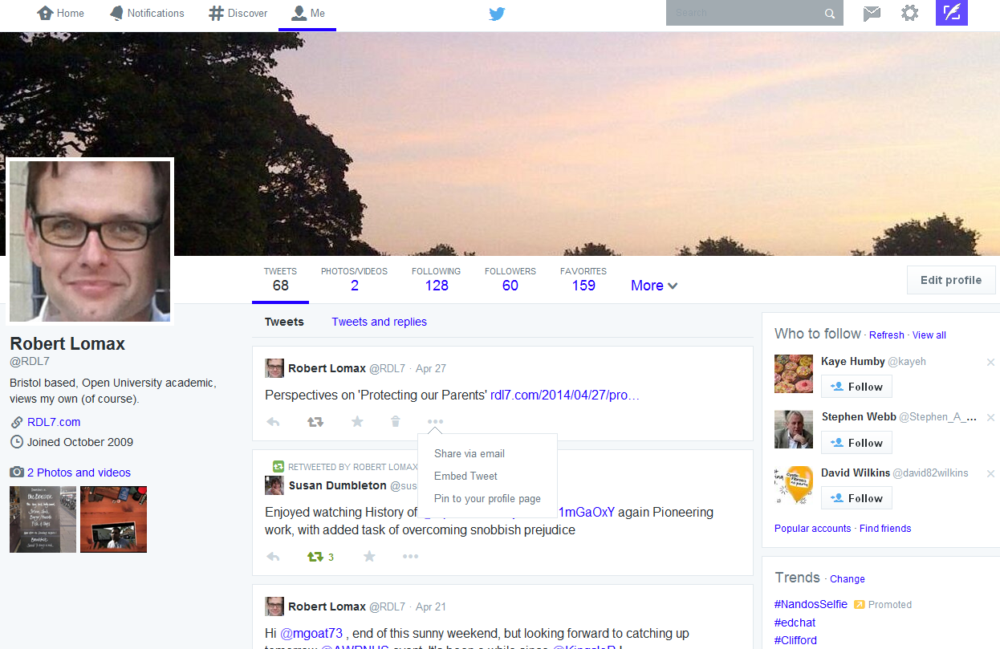 Home Notifications Discover Me Search
TWEETS PHOTOS/VIDEOS FOLLOWING FOLLOWERS FAVORITES
68 2 128 60 159 More
Edit profile
Robert Lomax
@RDL7
Bristol based, Open University academic,
views my own (of course).
RDL7.com
Joined October 2009
2 Photos and videos
Tweets Tweets and replies
Robert Lomax @RDL7 · Apr 27
Perspectives on 'Protecting our Parents' rdl7.com/2014/04/27/pro…
Share via email
Embed Tweet
Pin to your profile page
RETWEETED BY ROBERT LOMAX
Susan Dumbleton @sus
Enjoyed watching History of 1mGaOxY again Pioneering
work, with added task of overcoming snobbish prejudice
3
Robert Lomax @RDL7 · Apr 21
Hi @mgoat73 , end of this sunny weekend, but looking forward to catching up
Who to follow · Refresh · View all
Kaye Humby @kayeh
Follow
Stephen Webb @Stephen_A_...
Follow
David Wilkins @david82wilkins
Follow
Popular accounts · Find friends
Trends · Change
#NandosSelfie Promoted
#edchat
#Clifford